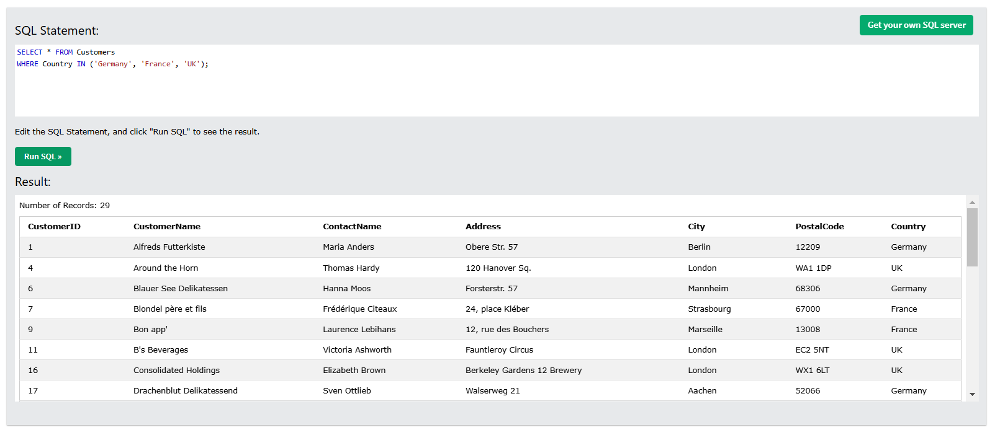 Get your own SQL server
SQL Statement:
SELECT * FROM Customers
WHERE Country IN ('Germany', 'France', 'UK');
Edit the SQL Statement, and click "Run SQL" to see the result.
Run SQL »
Result:
Number of Records: 29
CustomerID CustomerName ContactName Address City PostalCode Country
1 Alfreds Futterkiste Maria Anders Obere Str. 57 Berlin 12209 Germany
4 Around the Horn Thomas Hardy 120 Hanover Sq. London WA1 1DP UK
6 Blauer See Delikatessen Hanna Moos Forsterstr. 57 Mannheim 68306 Germany
7 Blondel père et fils Frédérique Citeaux 24, place Kléber Strasbourg 67000 France
9 Bon app' Laurence Lebihans 12, rue des Bouchers Marseille 13008 France
11 B's Beverages Victoria Ashworth Fauntleroy Circus London EC2 5NT UK
16 Consolidated Holdings Elizabeth Brown Berkeley Gardens 12 Brewery London WX1 6LT UK
17 Drachenblut Delikatessend Sven Ottlieb Walserweg 21 Aachen 52066 Germany